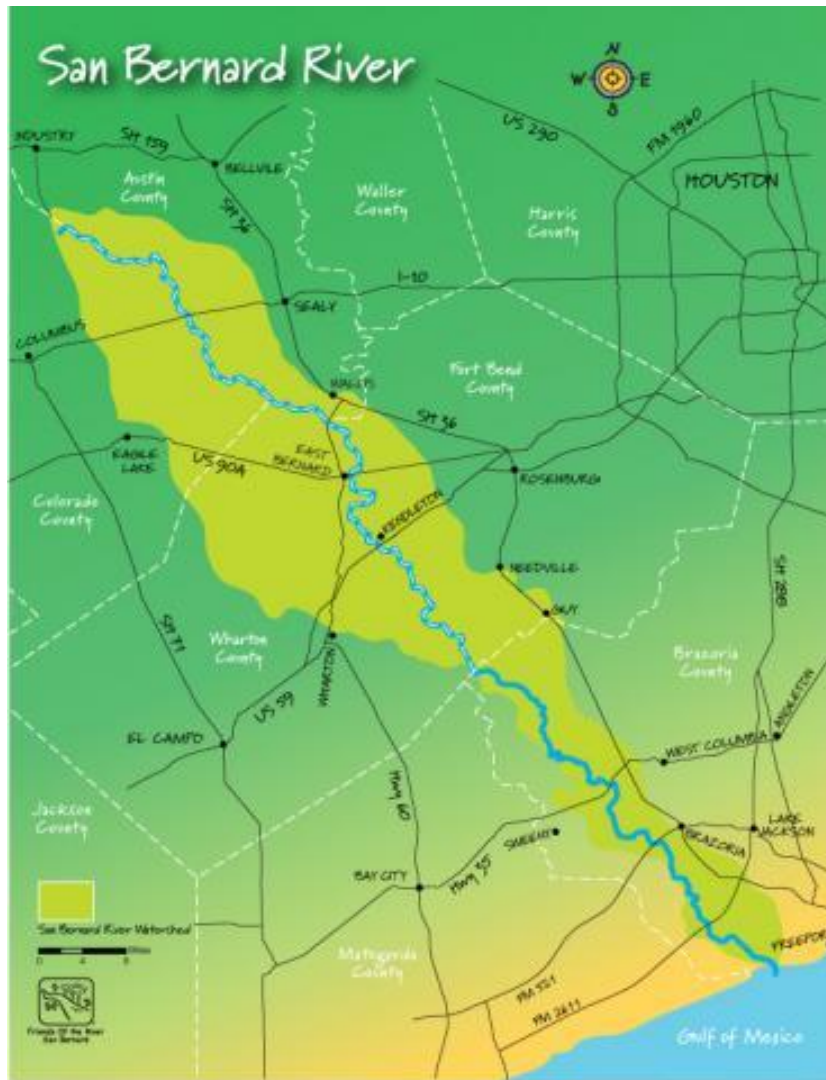 San Bernard River
N
W E
S
INDUSTRY
SH 159
BELLVILE
US 290
FM 1960
HOUSTON
Austin
County
Waller
County
SH 36
Harris
County
I-10
SEALY
COLUMBUS
Fort Bend
County
WALLIS
SH 36
EAGLE
LAKE
US 90A
EAST
BERNARD
ROSENBURG
KENDLETON
Colorado
County
NEEDVILLE
SH 288
GUY
SH 71
Wharton
County
WHARTON
Brazoria
County
US 59
EL CAMPO
WEST COLUMBIA
ANGLETON
Hwy 60
Jackson
County
SWEENY
BRAZORIA
LAKE
JACKSON
BAY CITY
Hwy 35
San Bernard River Watershed
0 4 8
Matagorda
County
FREEPORT
FM 521
FM 2611
Friends Of the River
San Bernard
Gulf of Mexico